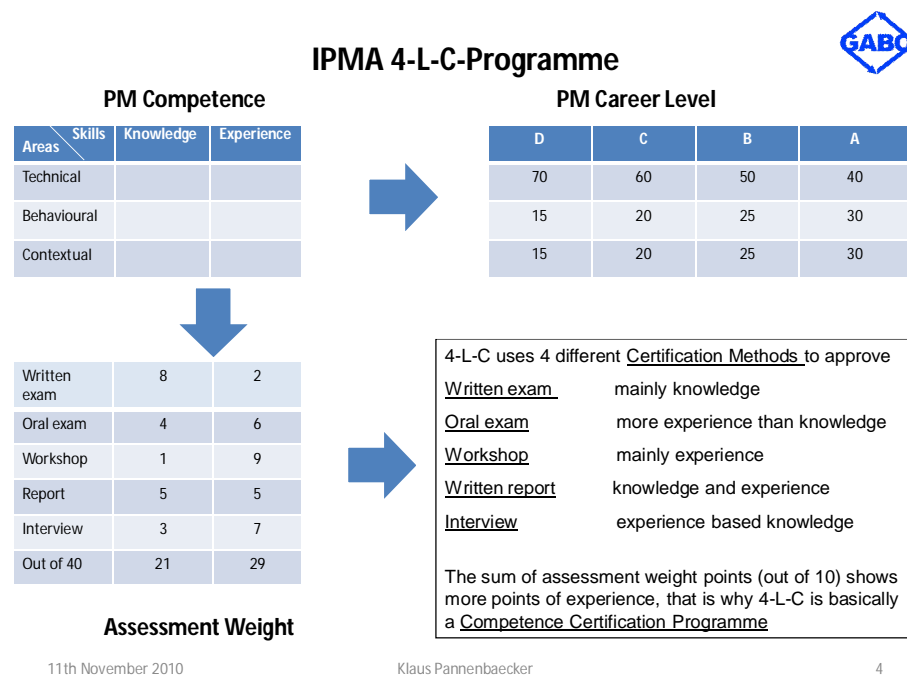 GABO
IPMA 4-L-C-Programme
PM Competence
PM Career Level
Skills
Areas
Knowledge Experience
Technical
Behavioural
Contextual
D C B A
70 60 50 40
15 20 25 30
15 20 25 30
Written
exam 8 2
Oral exam 4 6
Workshop 1 9
Report 5 5
Interview 3 7
Out of 40 21 29
Assessment Weight
4-L-C uses 4 different Certification Methods to approve
Written exam mainly knowledge
Oral exam more experience than knowledge
Workshop mainly experience
Written report knowledge and experience
Interview experience based knowledge
The sum of assessment weight points (out of 10) shows
more points of experience, that is why 4-L-C is basically
a Competence Certification Programme
11th November 2010 Klaus Pannenbaecker 4